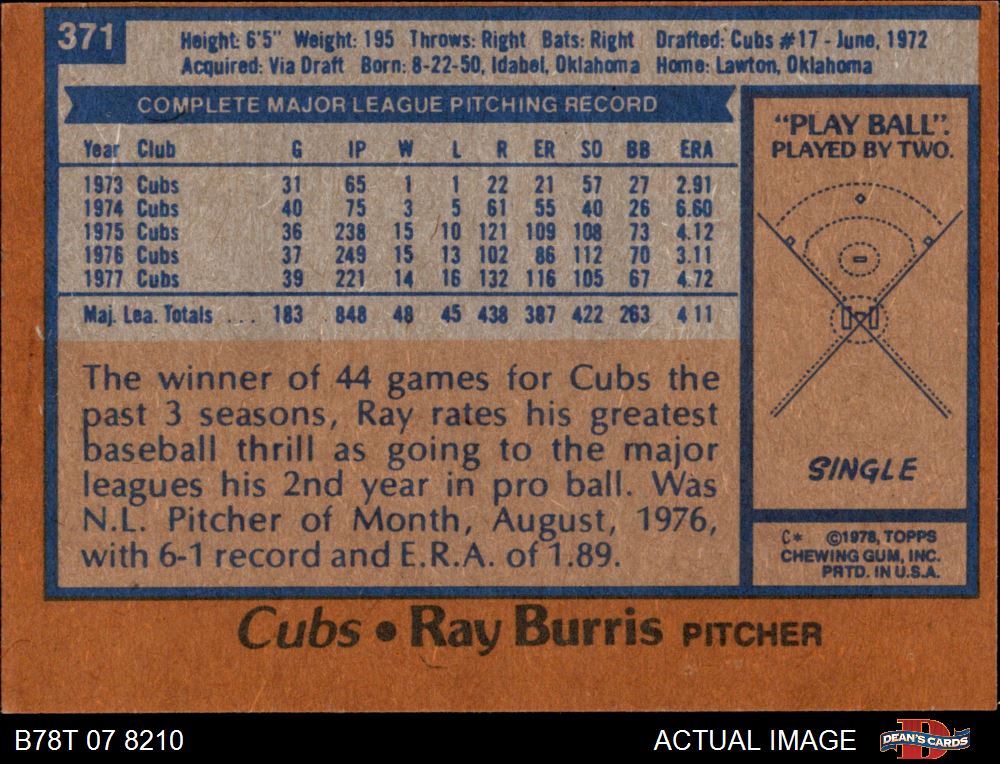 371
Height: 6'5" Weight: 195 Throws: Right Bats: Right Drafted: Cubs #17 - June, 1972
Acquired: Via Draft Born: 8-22-50, Idabel, Oklahoma Home: Lawton, Oklahoma
COMPLETE MAJOR LEAGUE PITCHING RECORD
Year Club G IP W L R ER SO BB ERA
1973 Cubs 31 65 1 1 22 21 57 27 2.91
1974 Cubs 40 75 3 5 61 55 40 26 6.60
1975 Cubs 36 238 15 10 121 109 108 73 4.12
1976 Cubs 37 249 15 13 102 86 112 70 3.11
1977 Cubs 39 221 14 16 132 116 105 67 4.72
Maj. Lea. Totals ... 183 848 48 45 438 387 422 263 4 11
The winner of 44 games for Cubs the
past 3 seasons, Ray rates his greatest
baseball thrill as going to the major
leagues his 2nd year in pro ball. Was
N.L. Pitcher of Month, August, 1976,
with 6-1 record and E.R.A. of 1.89.
"PLAY BALL".
PLAYED BY TWO.
SINGLE
C* ©1978, TOPPS
CHEWING GUM, INC.
PRTD. IN U.S.A.
Cubs • Ray Burris PITCHER
B78T 07 8210
ACTUAL IMAGE
D
DEAN'S CARDS